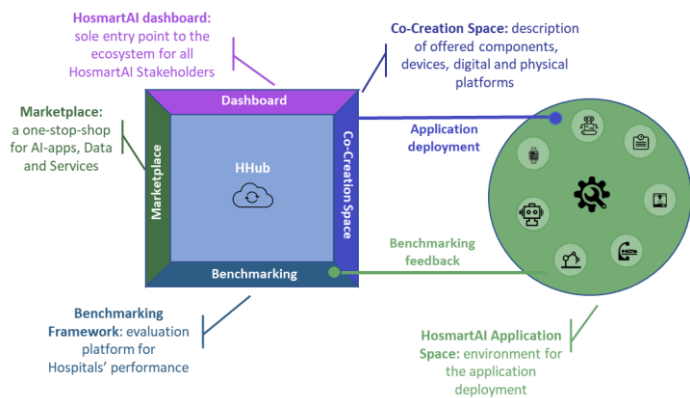 HosmartAI dashboard:
sole entry point to the
ecosystem for all
HosmartAI Stakeholders
Co-Creation Space: description
of offered components,
devices, digital and physical
platforms
Marketplace:
a one-stop-shop
for AI-apps, Data
and Services
Dashboard
Marketplace
HHub
Co-Creation Space
Benchmarking
Application
deployment
Benchmarking
feedback
Benchmarking
Framework: evaluation
platform for
Hospitals’ performance
HosmartAI Application
Space: environment for
the application
deployment